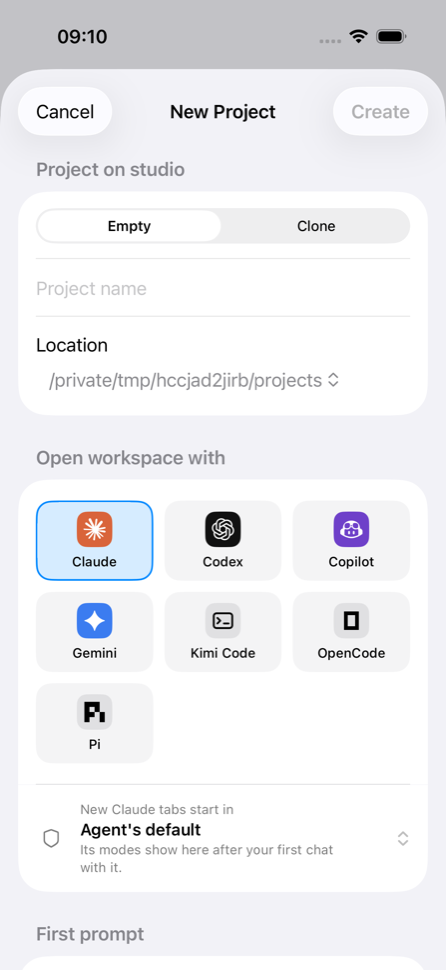 09:10
Cancel
New Project
Create
Project on studio
Empty
Clone
Project name
Location
/private/tmp/hccjad2jirb/projects
Open workspace with
Claude
Codex
Copilot
Gemini
Kimi Code
OpenCode
Pi
New Claude tabs start in
Agent's default
Its modes show here after your first chat
with it.
First prompt